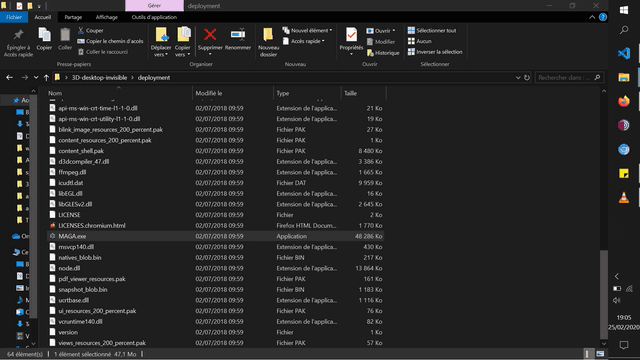 Gérer
deployment
Fichier Accueil Partage Affichage Outils d'application
Épingler à Accès rapide
Copier
Coller
Couper
Copier le chemin d'accès
Coller le raccourci
Presse-papiers
Déplacer vers
Copier vers
Supprimer
Renommer
Organiser
Nouveau dossier
Nouvel élément
Accès rapide
Nouveau
Propriétés
Ouvrir
Modifier
Historique
Ouvrir
Sélectionner tout
Aucun
Inverser la sélection
Sélectionner
3D-desktop-invisible > deployment
Rechercher dans :
Nom Modifié le Type Taille
api-ms-win-crt-time-l1-1-0.dll 02/07/2018 09:59 Extension de l'applica... 21 Ko
api-ms-win-crt-utility-l1-1-0.dll 02/07/2018 09:59 Extension de l'applica... 19 Ko
blink_image_resources_200_percent.pak 02/07/2018 09:59 Fichier PAK 27 Ko
content_resources_200_percent.pak 02/07/2018 09:59 Fichier PAK 1 Ko
content_shell.pak 02/07/2018 09:59 Fichier PAK 8 480 Ko
d3dcompiler_47.dll 02/07/2018 09:59 Extension de l'applica... 3 386 Ko
ffmpeg.dll 02/07/2018 09:59 Extension de l'applica... 1 665 Ko
icudtl.dat 02/07/2018 09:59 Fichier DAT 9 959 Ko
libEGL.dll 02/07/2018 09:59 Extension de l'applica... 16 Ko
libGLESv2.dll 02/07/2018 09:59 Extension de l'applica... 2 645 Ko
LICENSE 02/07/2018 09:59 Fichier 2 Ko
LICENSES.chromium.html 02/07/2018 09:59 Firefox HTML Docum... 1 770 Ko
MAGA.exe 02/07/2018 09:59 Application 48 286 Ko
msvcp140.dll 02/07/2018 09:59 Extension de l'applica... 430 Ko
natives_blob.bin 02/07/2018 09:59 Fichier BIN 217 Ko
node.dll 02/07/2018 09:59 Extension de l'applica... 13 864 Ko
pdf_viewer_resources.pak 02/07/2018 09:59 Fichier PAK 161 Ko
snapshot_blob.bin 02/07/2018 09:59 Fichier BIN 1 183 Ko
ucrtbase.dll 02/07/2018 09:59 Extension de l'applica... 1 116 Ko
ui_resources_200_percent.pak 02/07/2018 09:59 Fichier PAK 76 Ko
vcruntime140.dll 02/07/2018 09:59 Extension de l'applica... 82 Ko
version 02/07/2018 09:59 Fichier 1 Ko
views_resources_200_percent.pak 02/07/2018 09:59 Fichier PAK 57 Ko
64 élément(s) 1 élément sélectionné 47,1 Mo
19:05
25/02/2020